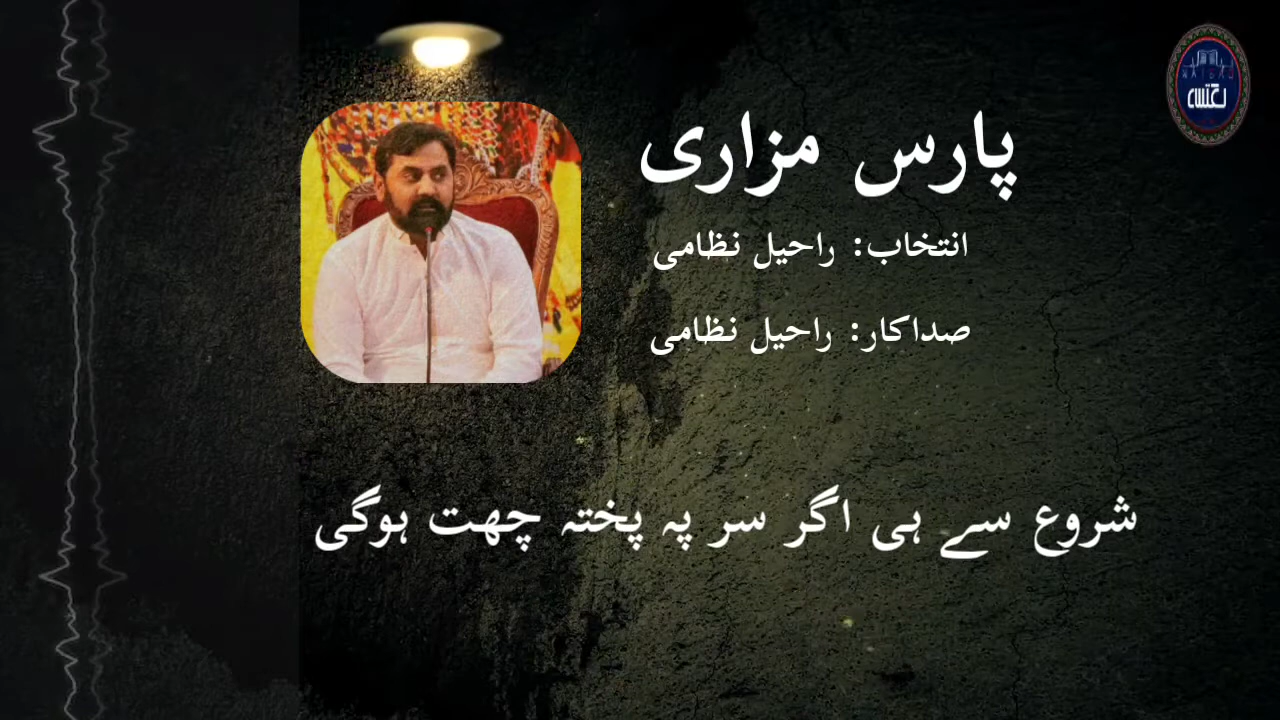 پارس مزاری
انتخاب: راحیل نظامی
صداکار: راحیل نظامی
شروع سے ہی اگر سر پہ پختہ چھت ہوگی